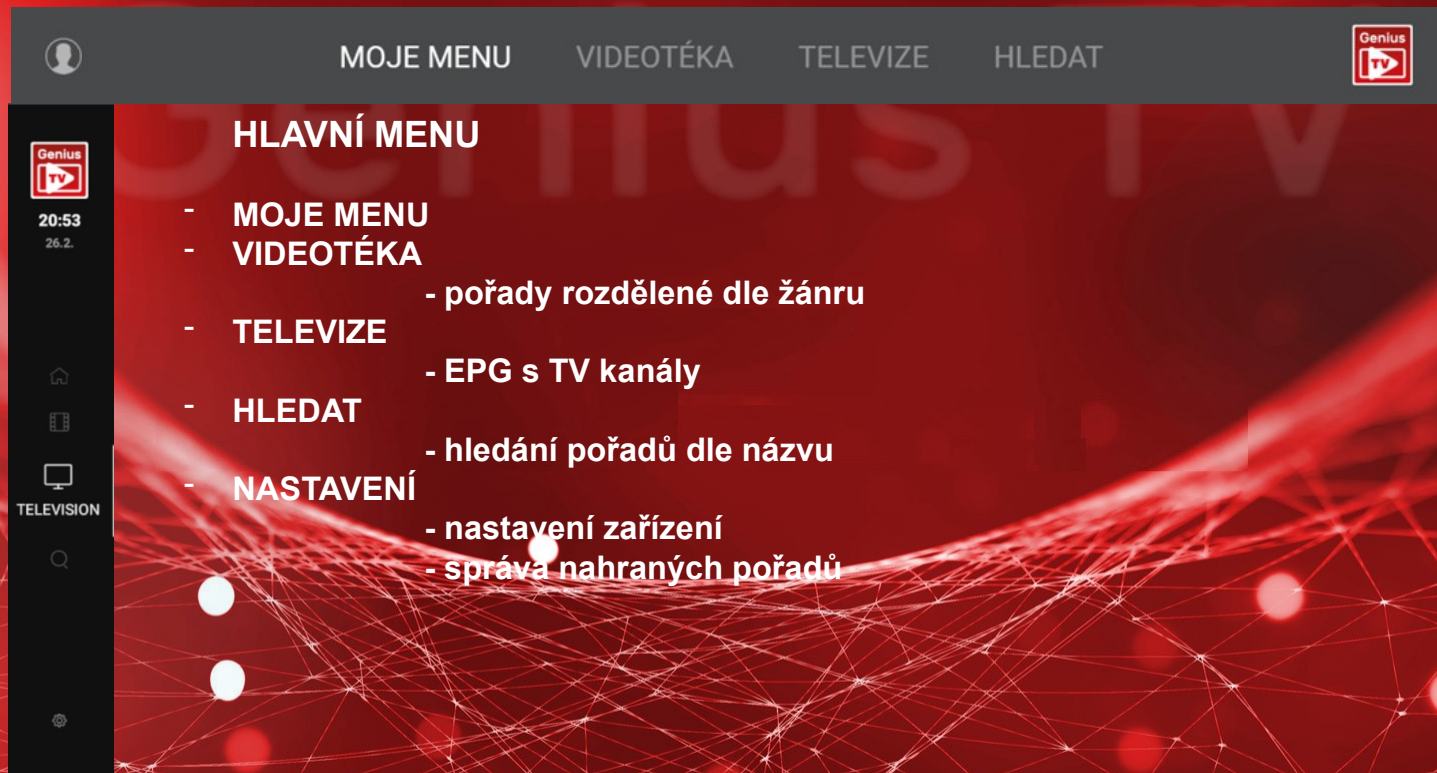 MOJE MENU VIDEOTÉKA TELEVIZE HLEDAT
Genius
TV
Genius TV
Genius
TV
20:53
26.2.
TELEVISION
HLAVNÍ MENU
- MOJE MENU
- VIDEOTÉKA
- pořady rozdělené dle žánru
- TELEVIZE
- EPG s TV kanály
- HLEDAT
- hledání pořadů dle názvu
- NASTAVENÍ
- nastavení zařízení
- správa nahraných pořadů